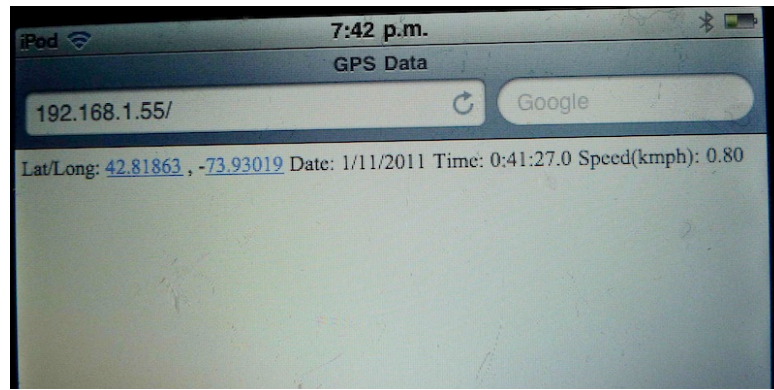 iPod 7:42 p.m.
GPS Data
192.168.1.55/ Google
Lat/Long: 42.81863 , -73.93019 Date: 1/11/2011 Time: 0:41:27.0 Speed(kmph): 0.80